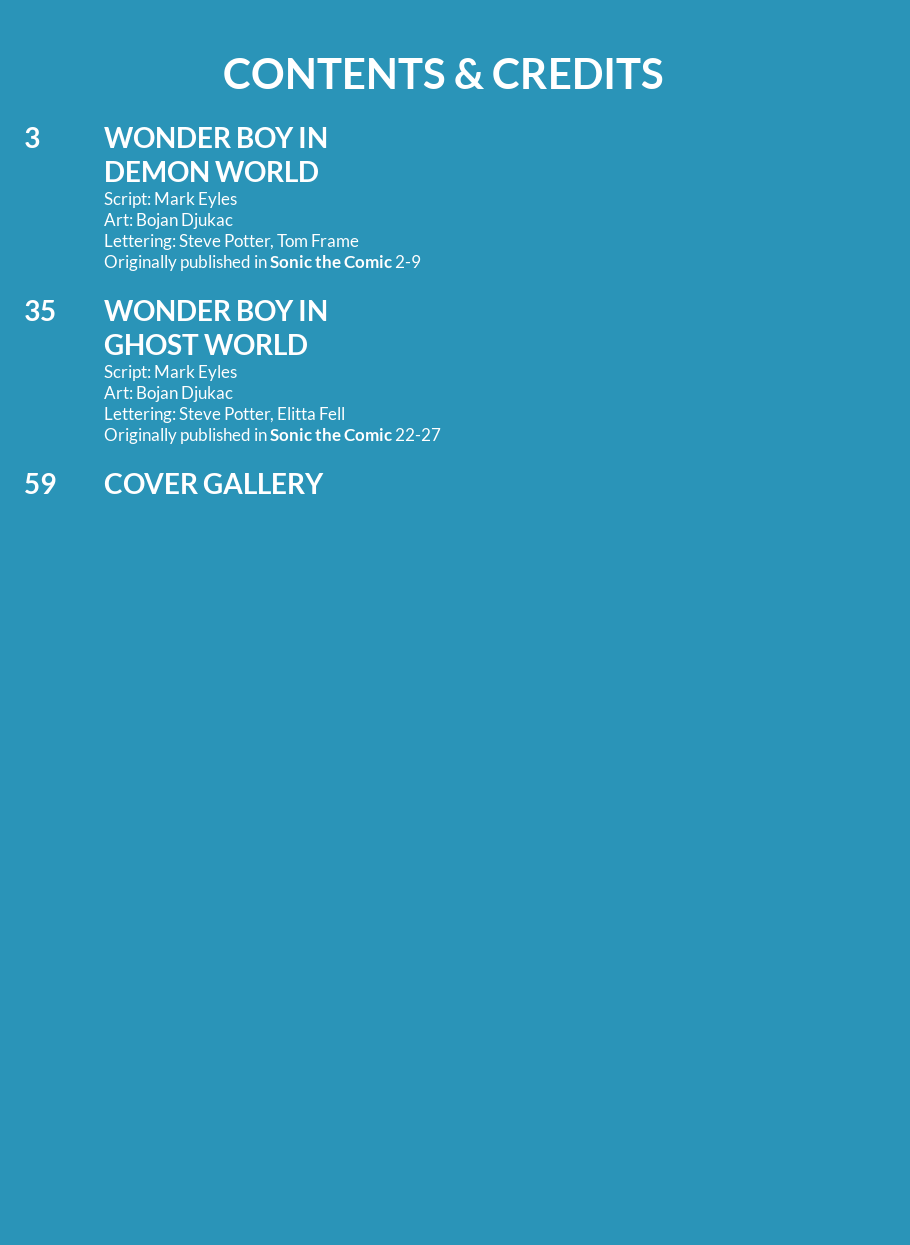 CONTENTS & CREDITS
3 WONDER BOY IN
DEMON WORLD
Script: Mark Eyles
Art: Bojan Djukac
Lettering: Steve Potter, Tom Frame
Originally published in Sonic the Comic 2-9
35 WONDER BOY IN
GHOST WORLD
Script: Mark Eyles
Art: Bojan Djukac
Lettering: Steve Potter, Elitta Fell
Originally published in Sonic the Comic 22-27
59 COVER GALLERY